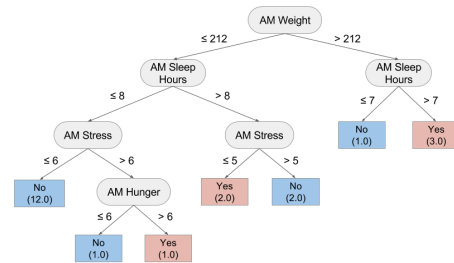 AM Weight
≤ 212
> 212
AM Sleep
Hours
AM Sleep
Hours
≤ 8
> 8
≤ 7
> 7
AM Stress
AM Stress
No
(1.0)
Yes
(3.0)
≤ 6
> 6
≤ 5
> 5
No
(12.0)
AM Hunger
Yes
(2.0)
No
(2.0)
≤ 6
> 6
No
(1.0)
Yes
(1.0)